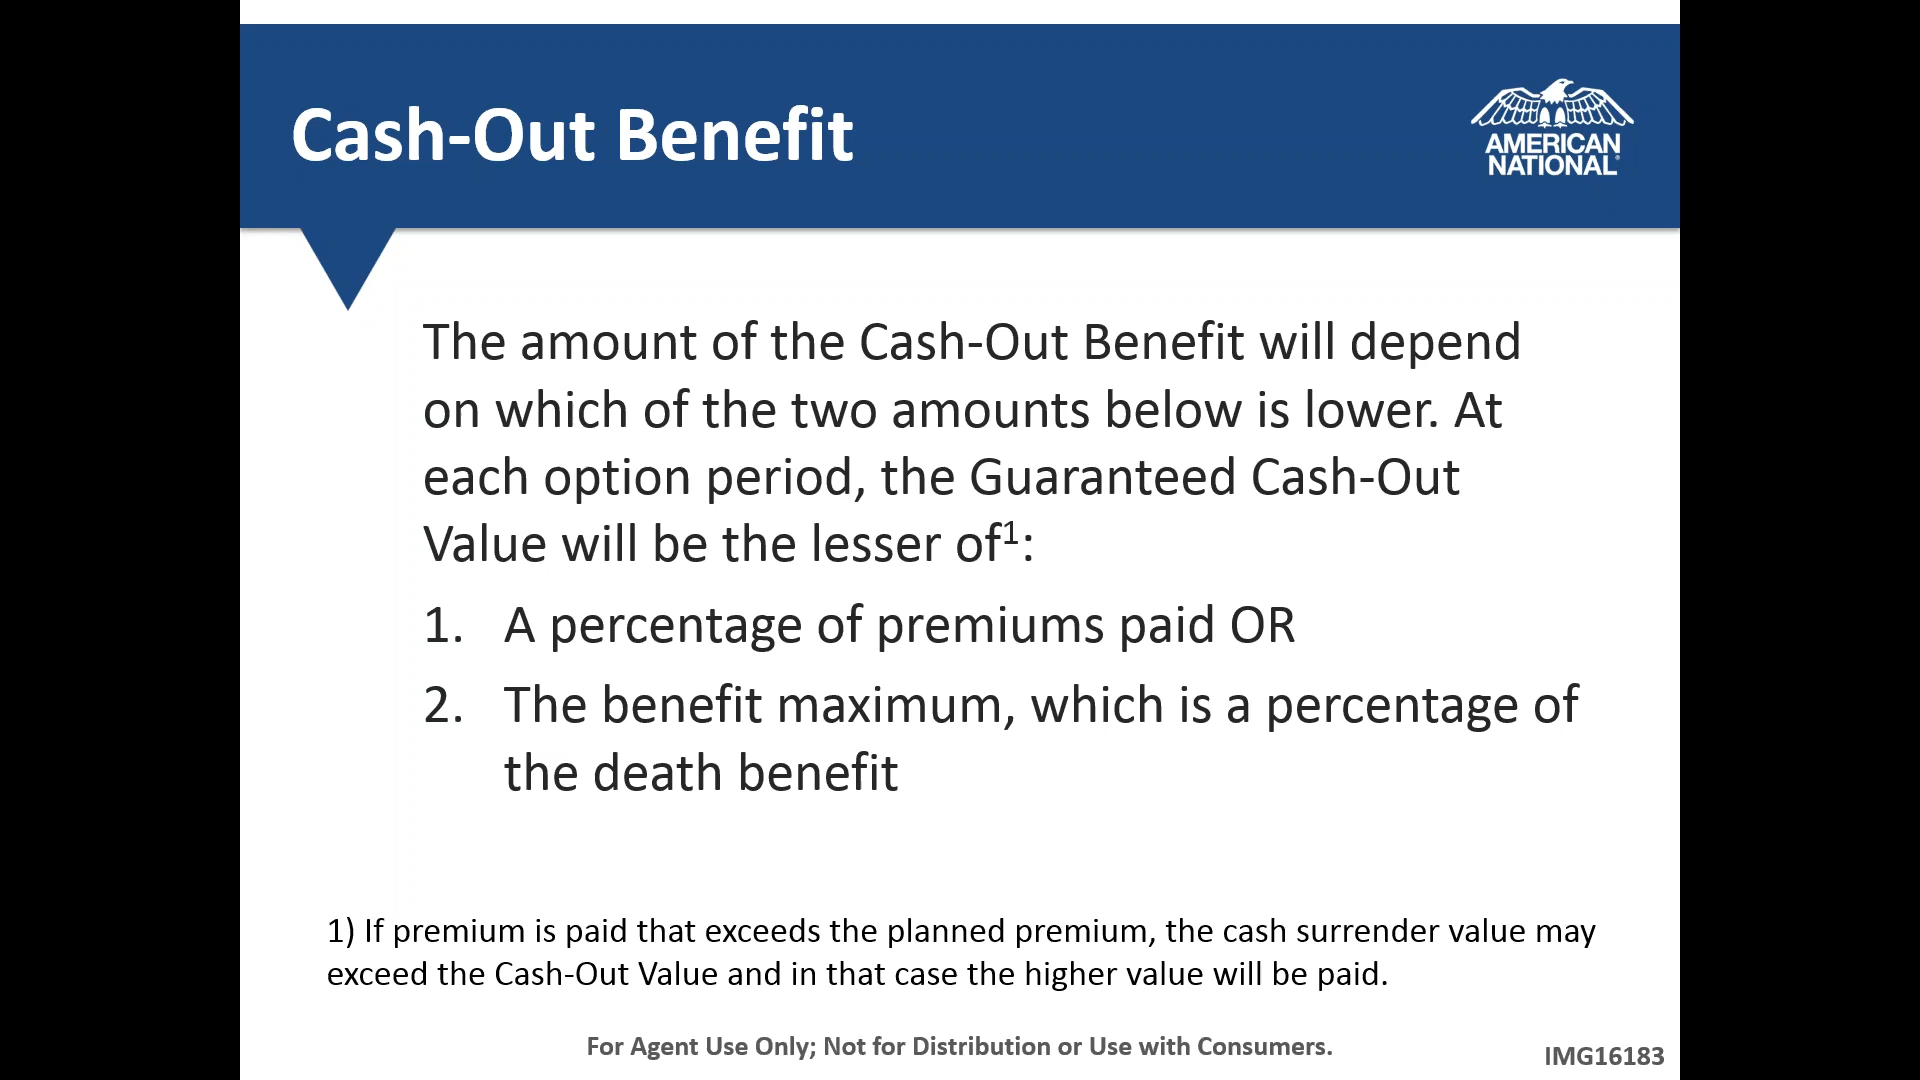 Cash-Out Benefit
AMERICAN
NATIONAL®
The amount of the Cash-Out Benefit will depend
on which of the two amounts below is lower. At
each option period, the Guaranteed Cash-Out
Value will be the lesser of¹:
1. A percentage of premiums paid OR
2. The benefit maximum, which is a percentage of
the death benefit
1) If premium is paid that exceeds the planned premium, the cash surrender value may
exceed the Cash-Out Value and in that case the higher value will be paid.
For Agent Use Only; Not for Distribution or Use with Consumers.
IMG16183